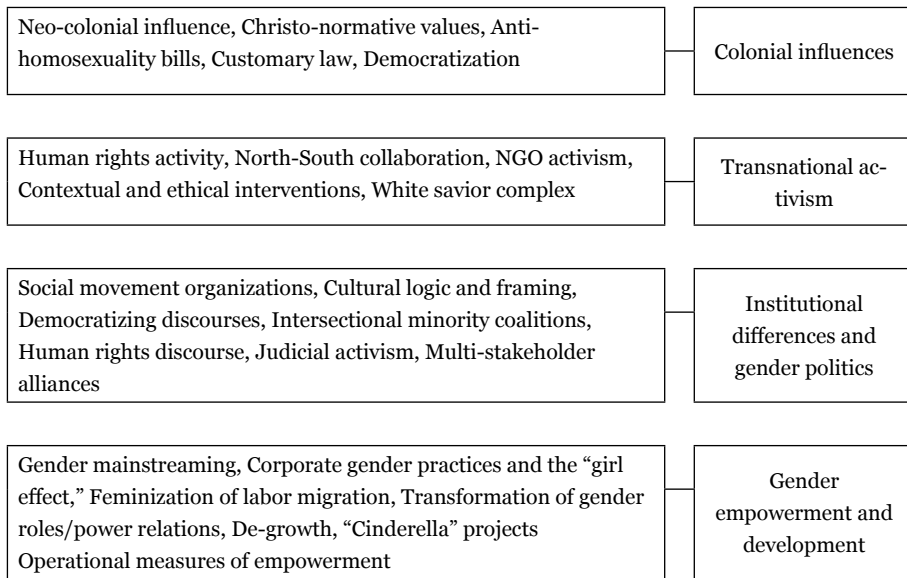 Neo-colonial influence, Christo-normative values, Anti-
homosexuality bills, Customary law, Democratization
Colonial influences
Human rights activity, North-South collaboration, NGO activism,
Contextual and ethical interventions, White savior complex
Transnational ac-
tivism
Social movement organizations, Cultural logic and framing,
Democratizing discourses, Intersectional minority coalitions,
Human rights discourse, Judicial activism, Multi-stakeholder
alliances
Institutional
differences and
gender politics
Gender mainstreaming, Corporate gender practices and the “girl
effect,” Feminization of labor migration, Transformation of gender
roles/power relations, De-growth, “Cinderella” projects
Operational measures of empowerment
Gender
empowerment and
development